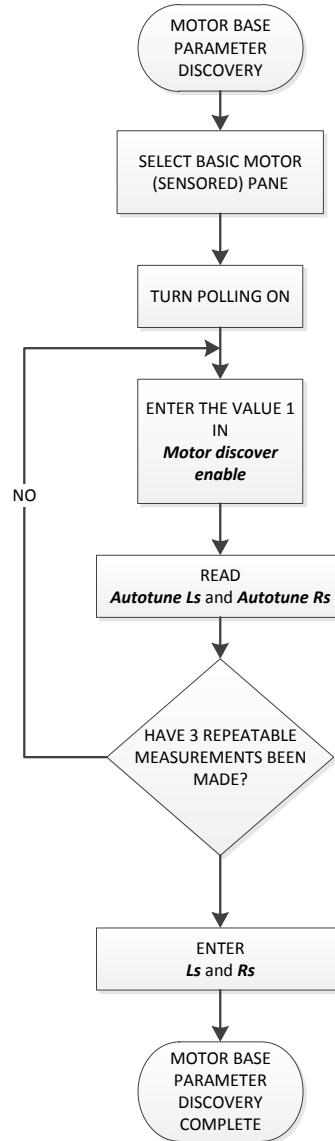 MOTOR BASE
PARAMETER
DISCOVERY
SELECT BASIC MOTOR
(SENSORED) PANE
TURN POLLING ON
ENTER THE VALUE 1
IN
Motor discover
enable
NO
READ
Autotune Ls and Autotune Rs
HAVE 3 REPEATABLE
MEASUREMENTS BEEN
MADE?
ENTER
Ls and Rs
MOTOR BASE
PARAMETER
DISCOVERY
COMPLETE